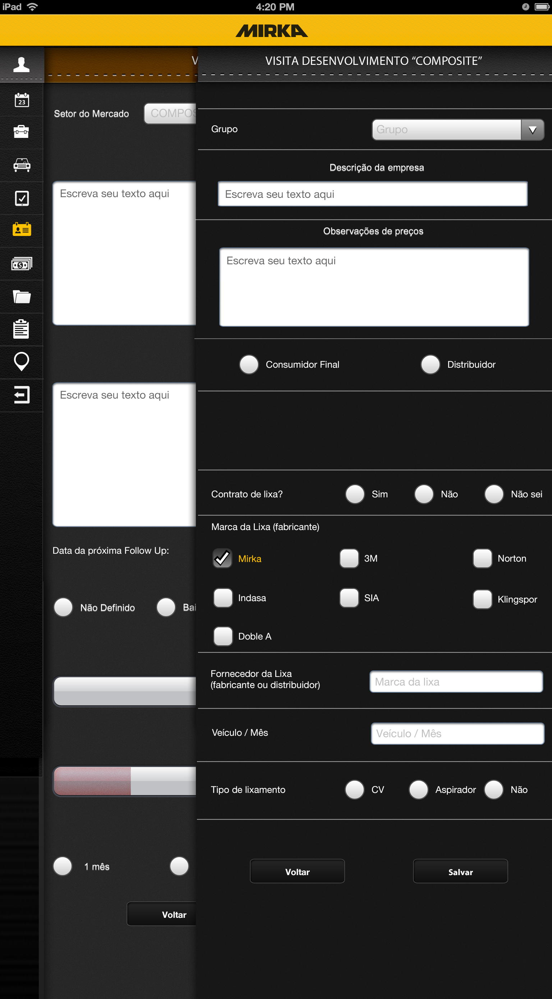 iPad
4:20 PM
MIRKA
VISITA DESENVOLVIMENTO “COMPOSITE”
23
Setor do Mercado
Escreva seu texto aqui
Escreva seu texto aqui
Data da próxima Follow Up:
Não Definido
1 mês
Voltar
Grupo
Grupo
Descrição da empresa
Escreva seu texto aqui
Observações de preços
Escreva seu texto aqui
Consumidor Final
Distribuidor
Contrato de lixa?
Sim
Não
Não sei
Marca da Lixa (fabricante)
Mirka
3M
Norton
Indasa
SIA
Klingspor
Doble A
Fornecedor da Lixa
(fabricante ou distribuidor)
Marca da lixa
Veículo / Mês
Veículo / Mês
Tipo de lixamento
CV
Aspirador
Não
Voltar
Salvar